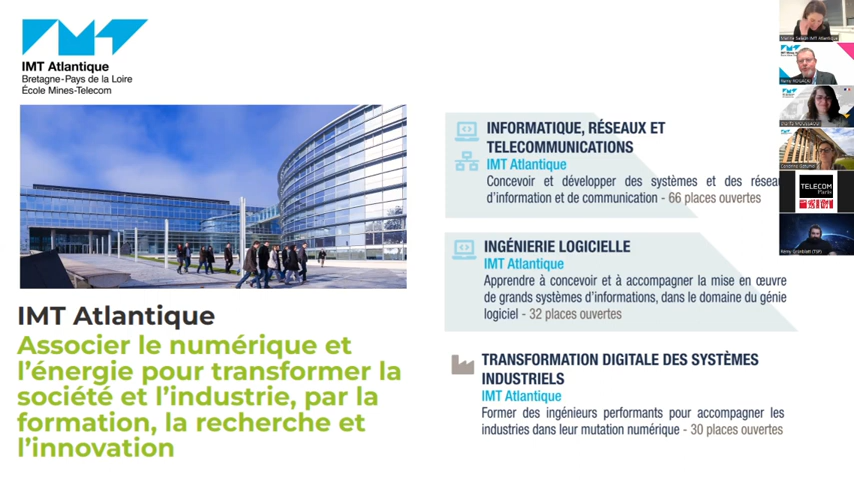 IMT Atlantique
Bretagne-Pays de la Loire
École Mines-Telecom
IMT Atlantique
Associer le numérique et
l'énergie pour transformer la
société et l'industrie, par la
formation, la recherche et
l'innovation
INFORMATIQUE, RÉSEAUX ET
TELECOMMUNICATIONS
IMT Atlantique
Concevoir et développer des systèmes et des réseau
d'information et de communication - 66 places ouvertes
INGÉNIERIE LOGICIELLE
IMT Atlantique
Apprendre à concevoir et à accompagner la mise en œuvre
de grands systèmes d'informations, dans le domaine du génie
logiciel - 32 places ouvertes
TRANSFORMATION DIGITALE DES SYSTÈMES
INDUSTRIELS
IMT Atlantique
Former des ingénieurs performants pour accompagner les
industries dans leur mutation numérique - 30 places ouvertes
IMT Atlantique
TELECOM
Paris